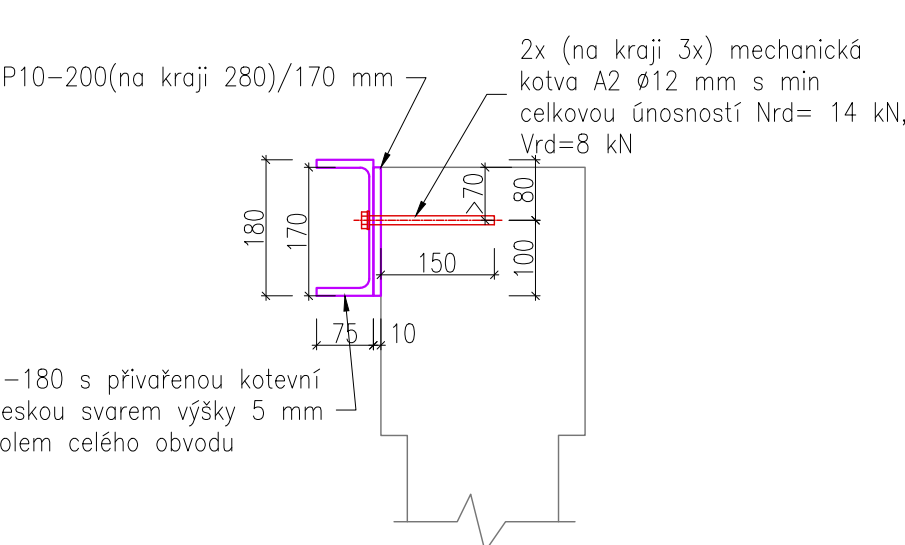 P10-200(na kraji 280)/170 mm
2x (na kraji 3x) mechanická
kotva A2 Ø12 mm s min
celkovou únosností Nrd= 14 kN,
Vrd=8 kN
180
170
>70
80
150
100
75
10
-180 s přivařenou kotevní
eskou svarem výšky 5 mm
olem celého obvodu